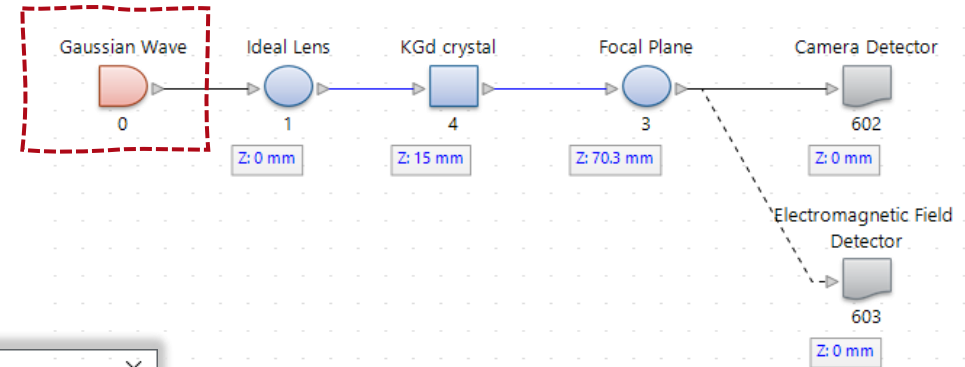 Gaussian Wave
Ideal Lens
KGd crystal
Focal Plane
Camera Detector
0
1
4
3
602
Z: 0 mm
Z: 15 mm
Z: 70.3 mm
Z: 0 mm
Electromagnetic Field
Detector
603
Z: 0 mm